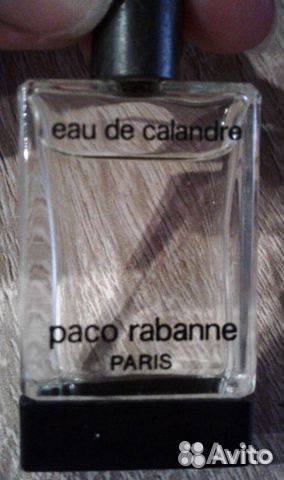 eau de calandre
paco rabanne
PARIS
Avito